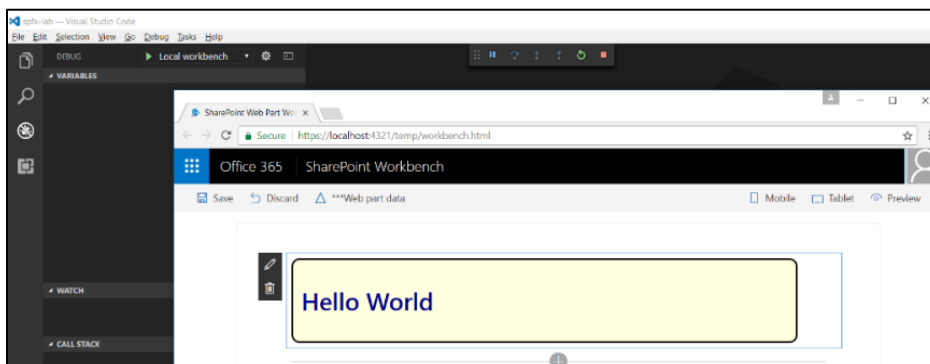 spfx-lab — Visual Studio Code
File Edit Selection View Go Debug Tasks Help
DEBUG Local workbench
VARIABLES
SharePoint Web Part Wo
Secure https://localhost:4321/temp/workbench.html
Office 365 SharePoint Workbench
Save Discard ***Web part data Mobile Tablet Preview
Hello World
WATCH
CALL STACK